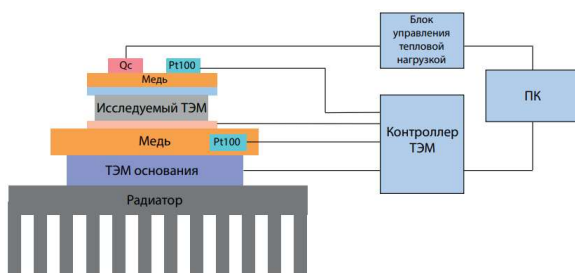 Блок
управления
тепловой
нагрузкой
Qc
Pt100
Медь
ПК
Исследуемый ТЭМ
Контроллер
ТЭМ
Медь
Pt100
ТЭМ основания
Радиатор